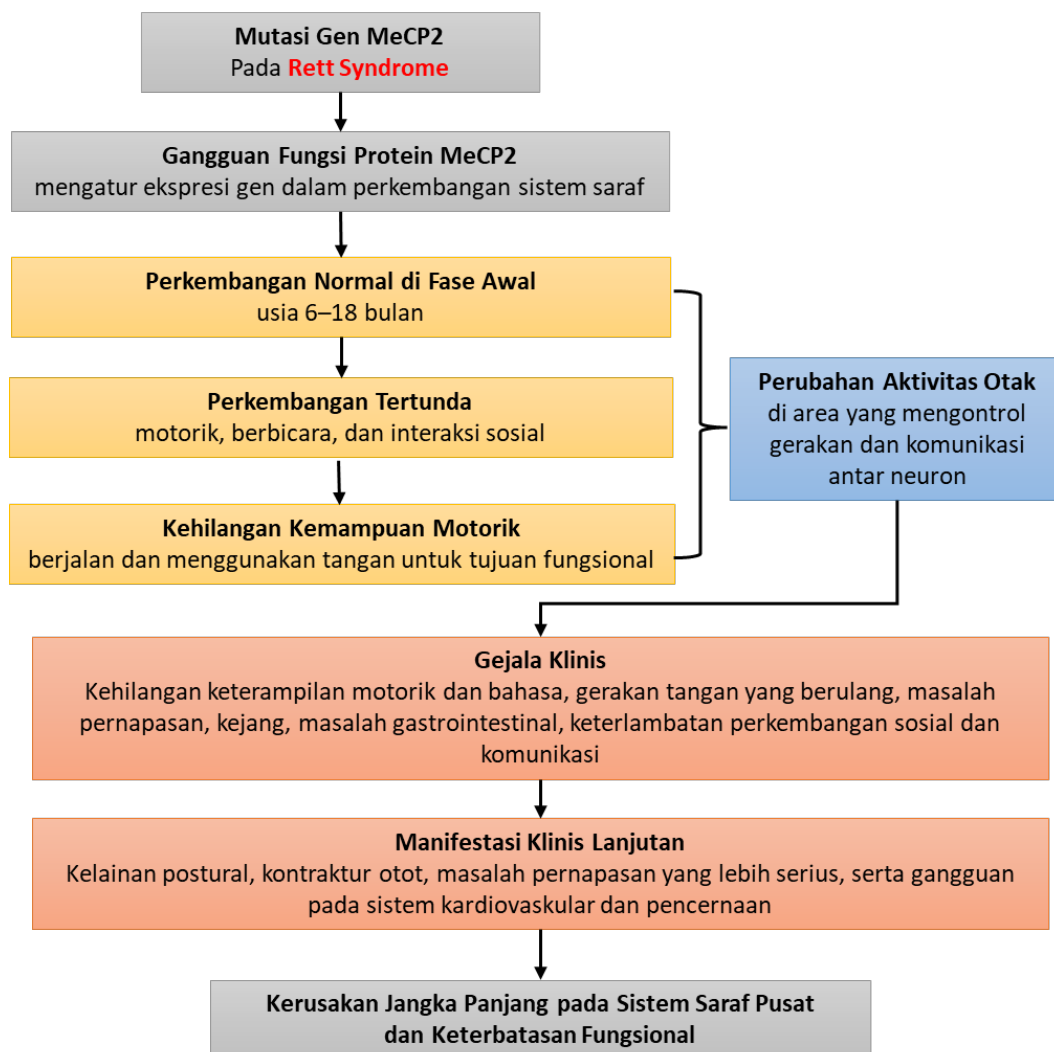 Mutasi Gen MeCP2
Pada Rett Syndrome
Gangguan Fungsi Protein MeCP2
mengatur ekspresi gen dalam perkembangan sistem saraf
Perkembangan Normal di Fase Awal
usia 6–18 bulan
Perkembangan Tertunda
motorik, berbicara, dan interaksi sosial
Kehilangan Kemampuan Motorik
berjalan dan menggunakan tangan untuk tujuan fungsional
Perubahan Aktivitas Otak
di area yang mengontrol
gerakan dan komunikasi
antar neuron
Gejala Klinis
Kehilangan keterampilan motorik dan bahasa, gerakan tangan yang berulang, masalah
pernapasan, kejang, masalah gastrointestinal, keterlambatan perkembangan sosial dan
komunikasi
Manifestasi Klinis Lanjutan
Kelainan postural, kontraktur otot, masalah pernapasan yang lebih serius, serta gangguan
pada sistem kardiovaskular dan pencernaan
Kerusakan Jangka Panjang pada Sistem Saraf Pusat
dan Keterbatasan Fungsional